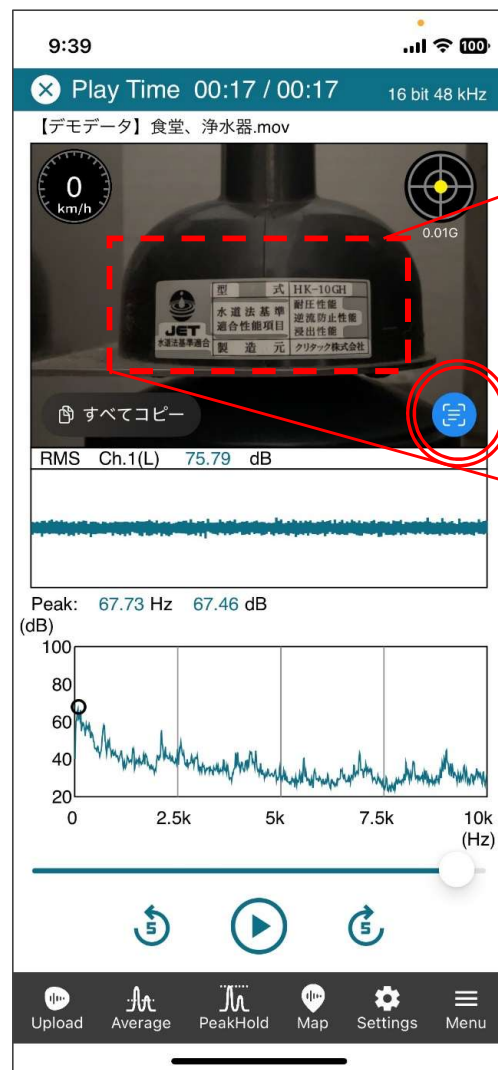 9:39
100
Play Time 00:17 / 00:17
16 bit 48 kHz
【デモデータ】食堂、浄水器.mov
0
km/h
0.01G
型 式 HK-10GH
水道法基準
適合性能項目
耐圧性能
逆流防止性能
浸出性能
JET
水道法基準適合
製 造 元 クリタック株式会社
すべてコピー
RMS Ch.1(L) 75.79 dB
Peak: 67.73 Hz 67.46 dB
(dB)
100
80
60
40
20
0 2.5k 5k 7.5k 10k
(Hz)
5 5
Upload Average PeakHold Map Settings Menu